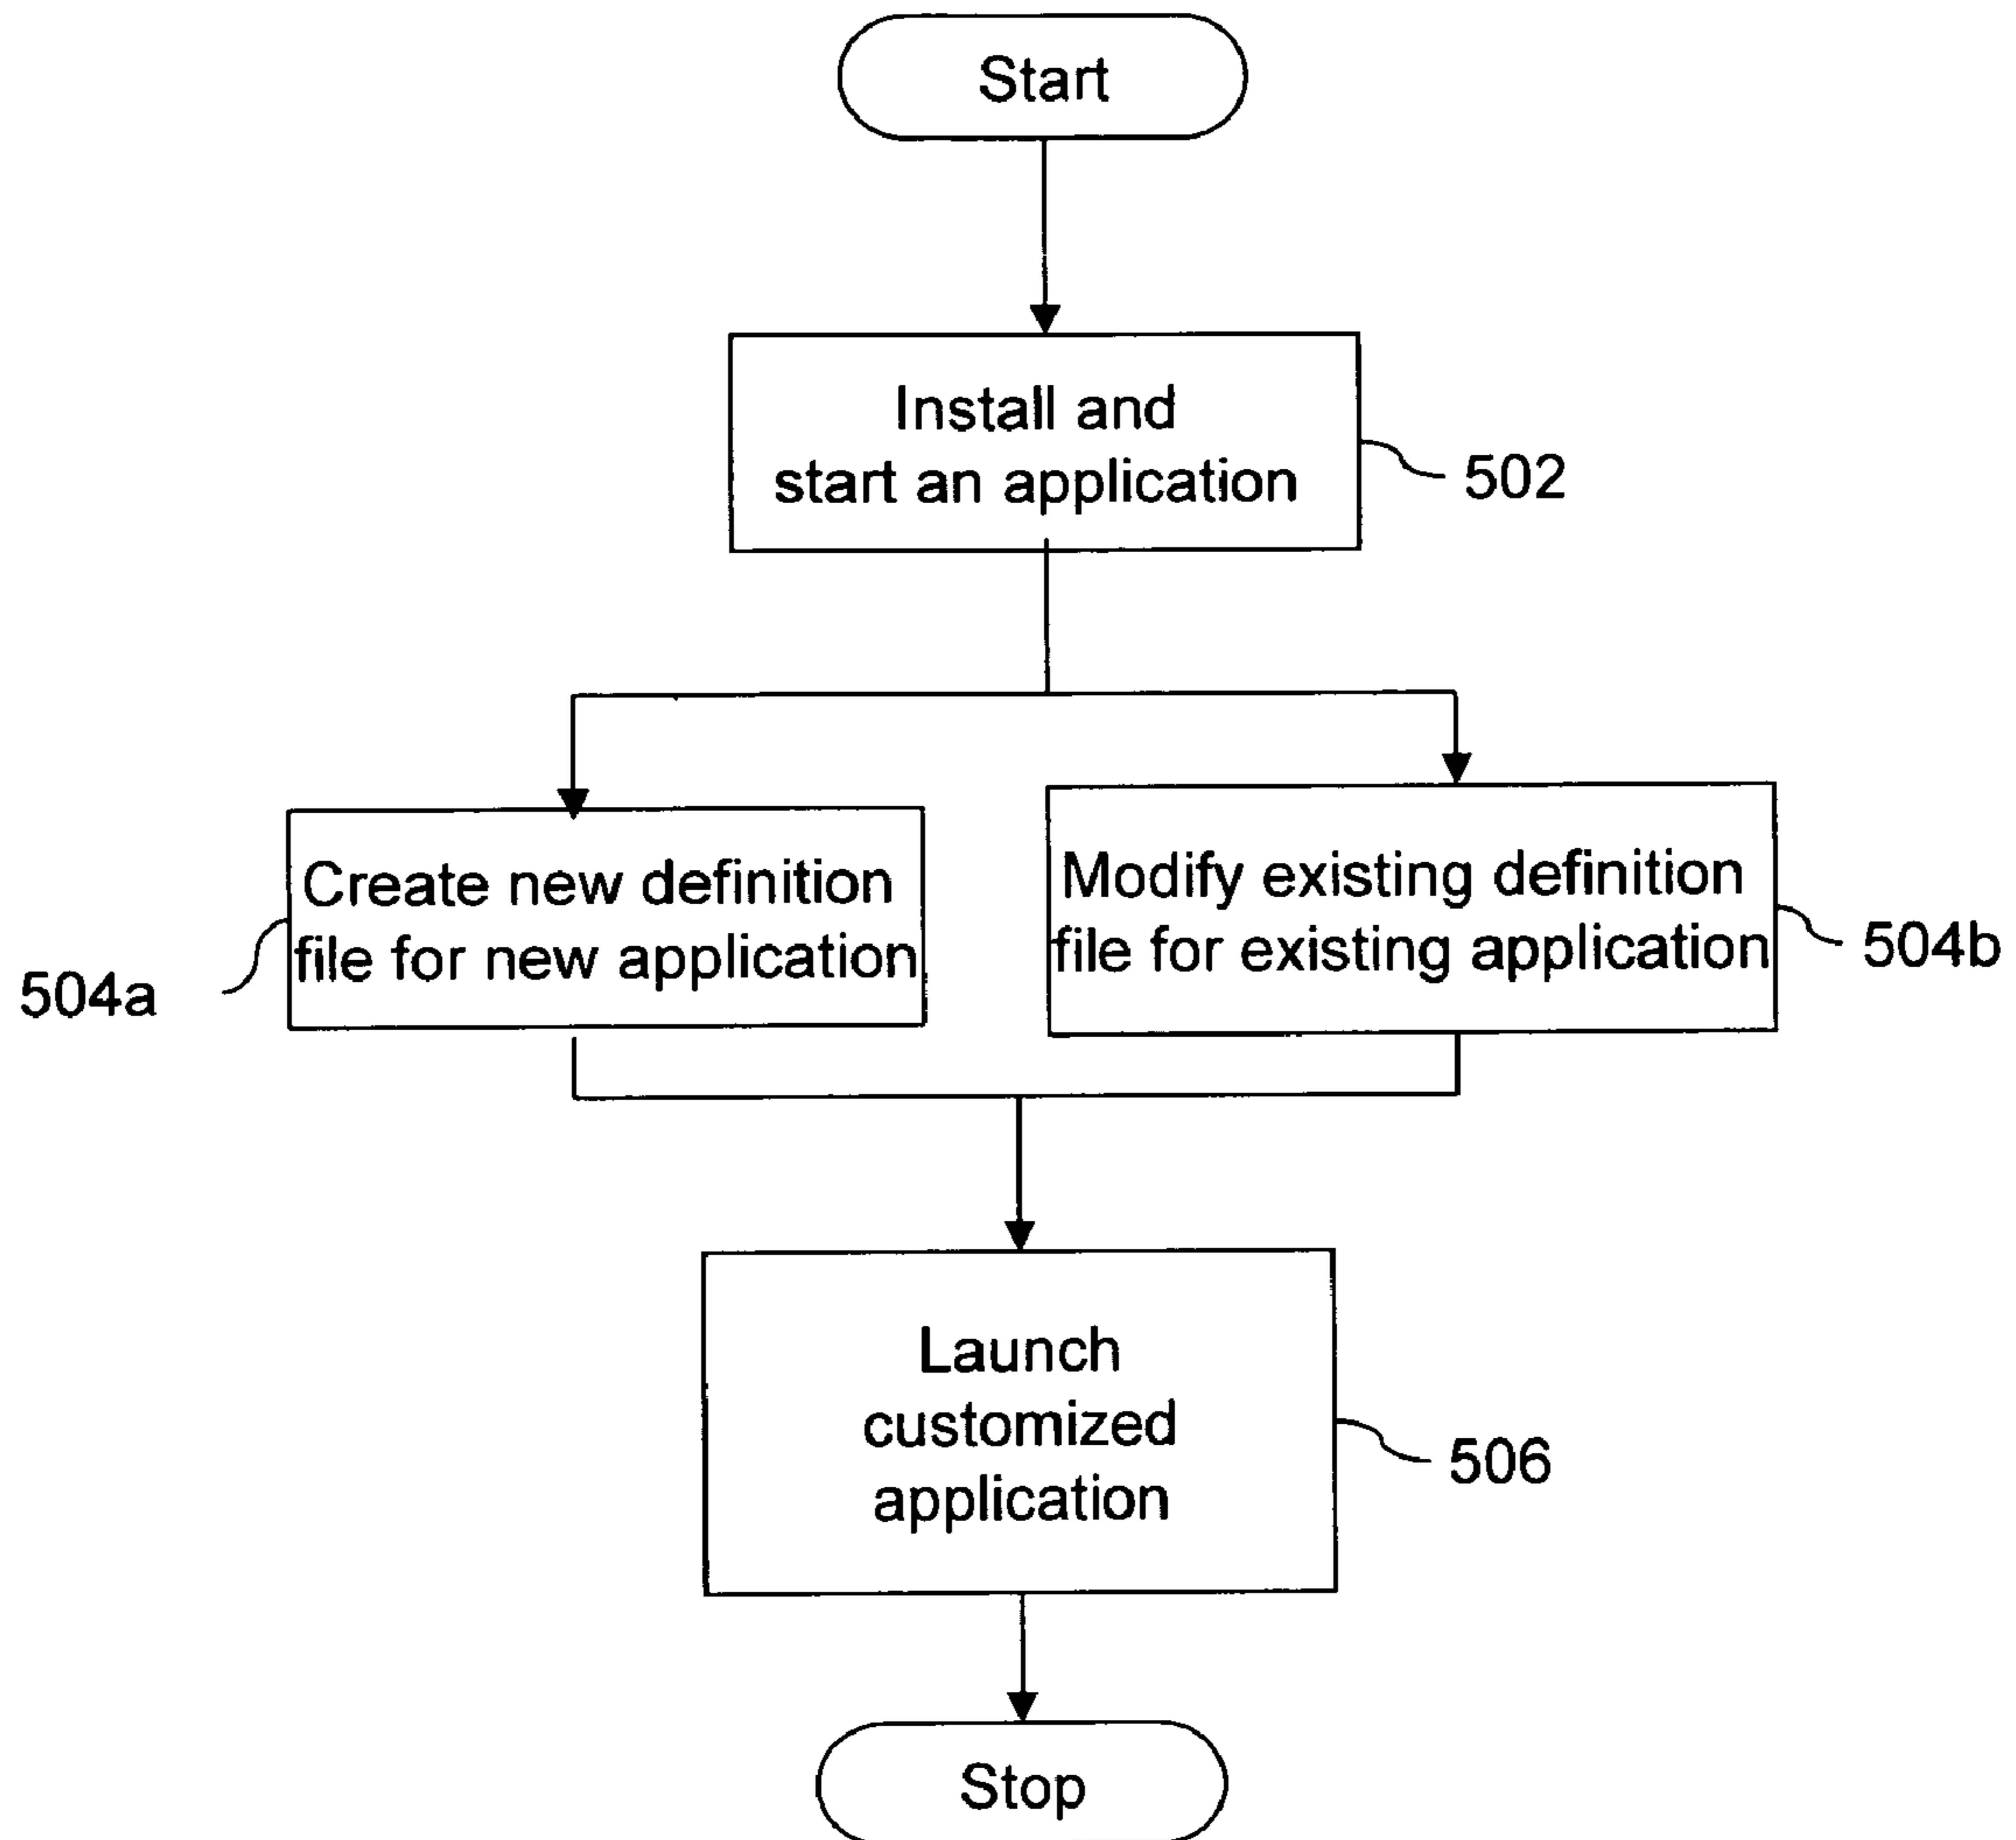 Start
Install and
start an application
502
Create new definition
file for new application
504a
Modify existing definition
file for existing application
504b
Launch
customized
application
506
Stop